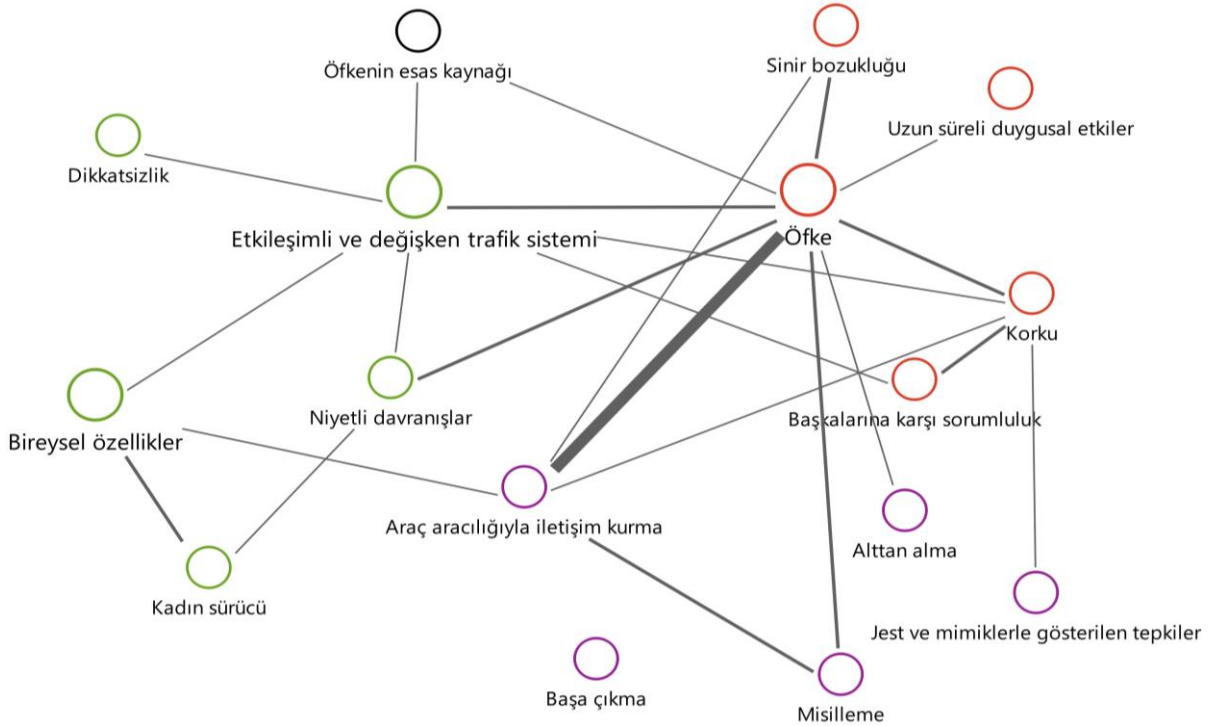 Öfkenin esas kaynağı
Sinir bozukluğu
Uzun süreli duygusal etkiler
Dikkatsizlik
Etkileşimli ve değişken trafik sistemi
Öfke
Korku
Niyetli davranışlar
Başkalarına karşı sorumluluk
Bireysel özellikler
Araç aracılığıyla iletişim kurma
Alttan alma
Kadın sürücü
Jest ve mimiklerle gösterilen tepkiler
Başa çıkma
Misilleme